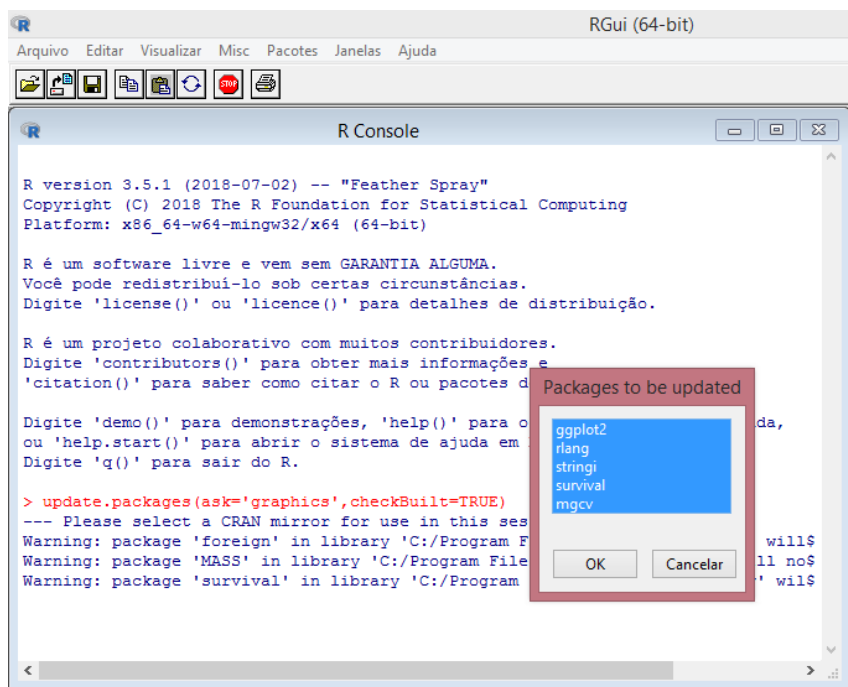 RGui (64-bit)
Arquivo Editar Visualizar Misc Pacotes Janelas Ajuda
STOP
R Console
R version 3.5.1 (2018-07-02) -- "Feather Spray"
Copyright (C) 2018 The R Foundation for Statistical Computing
Platform: x86_64-w64-mingw32/x64 (64-bit)
R é um software livre e vem sem GARANTIA ALGUMA.
Você pode redistribuí-lo sob certas circunstâncias.
Digite 'license()' ou 'licence()' para detalhes de distribuição.
R é um projeto colaborativo com muitos contribuidores.
Digite 'contributors()' para obter mais informações e
'citation()' para saber como citar o R ou pacotes d
Digite 'demo()' para demonstrações, 'help()' para o da,
ou 'help.start()' para abrir o sistema de ajuda em
Digite 'q()' para sair do R.
> update.packages(ask='graphics',checkBuilt=TRUE)
--- Please select a CRAN mirror for use in this ses
Warning: package 'foreign' in library 'C:/Program F will$
Warning: package 'MASS' in library 'C:/Program File ll no$
Warning: package 'survival' in library 'C:/Program ' wil$
Packages to be updated
ggplot2
rlang
stringi
survival
mgcv
OK Cancelar